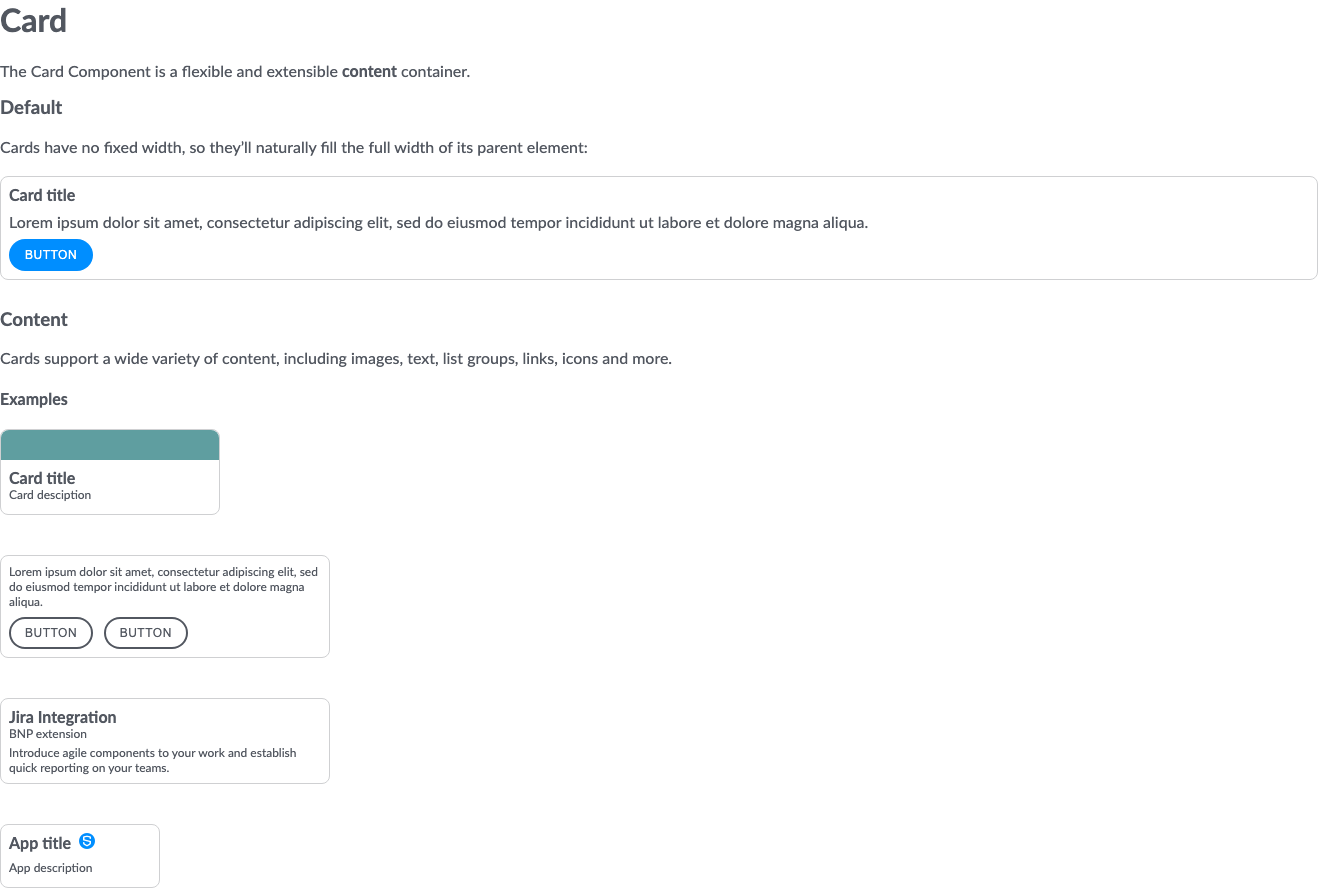 Card
The Card Component is a flexible and extensible content container.
Default
Cards have no fixed width, so they’ll naturally fill the full width of its parent element:
Card title
Lorem ipsum dolor sit amet, consectetur adipiscing elit, sed do eiusmod tempor incididunt ut labore et dolore magna aliqua.
BUTTON
Content
Cards support a wide variety of content, including images, text, list groups, links, icons and more.
Examples
Card title
Card desciption
Lorem ipsum dolor sit amet, consectetur adipiscing elit, sed
do eiusmod tempor incididunt ut labore et dolore magna
aliqua.
BUTTON BUTTON
Jira Integration
BNP extension
Introduce agile components to your work and establish
quick reporting on your teams.
App title S
App description